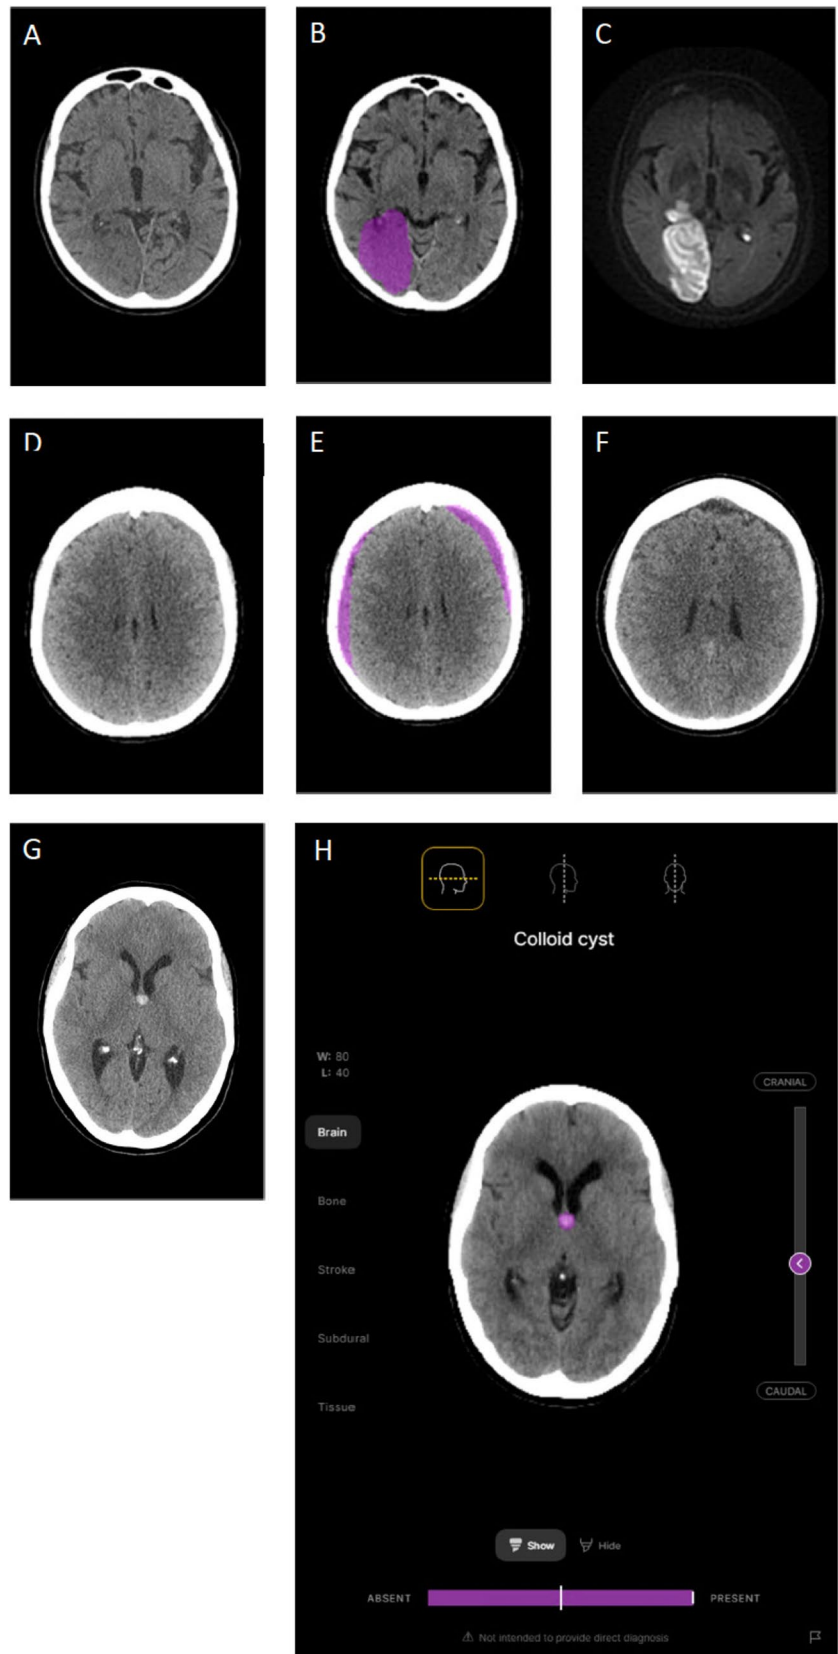 A
B
C
D
E
F
G
H
Colloid cyst
W: 80
L: 40
CRANIAL
Brain
Bone
Stroke
Subdural
Tissue
CAUDAL
Show Hide
ABSENT PRESENT
Not intended to provide direct diagnosis